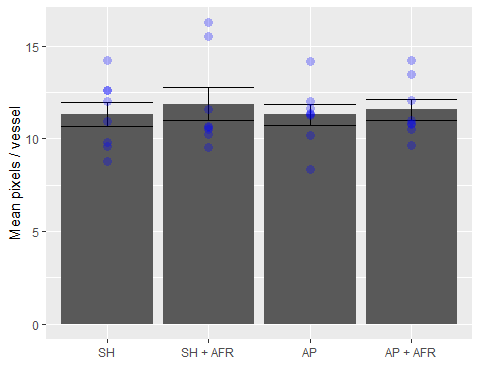 Mean pixels / vessel
15
10
5
0
SH
SH + AFR
AP
AP + AFR